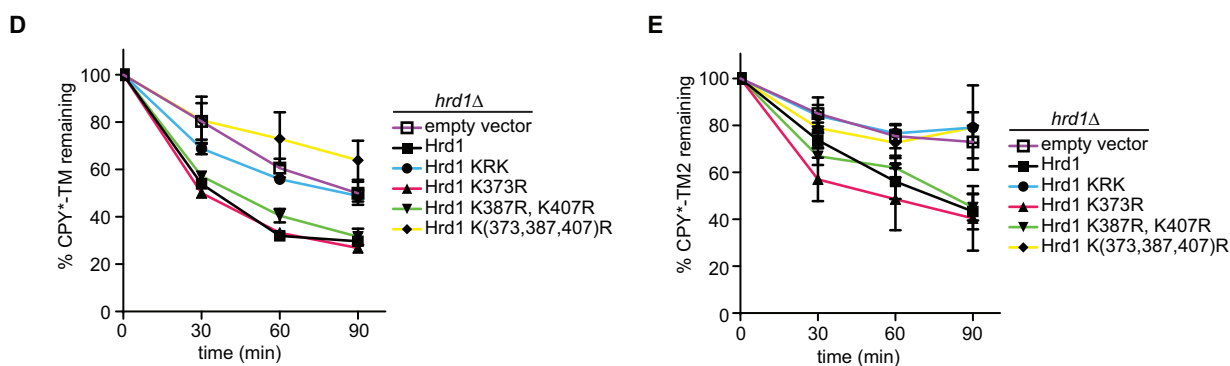 D
% CPY*-TM remaining
100
80
60
40
20
0
0
30
60
90
time (min)
hrd1Δ
empty vector
Hrd1
Hrd1 KRK
Hrd1 K373R
Hrd1 K387R, K407R
Hrd1 K(373,387,407)R
E
% CPY*-TM2 remaining
100
80
60
40
20
0
0
30
60
90
time (min)
hrd1Δ
empty vector
Hrd1
Hrd1 KRK
Hrd1 K373R
Hrd1 K387R, K407R
Hrd1 K(373,387,407)R